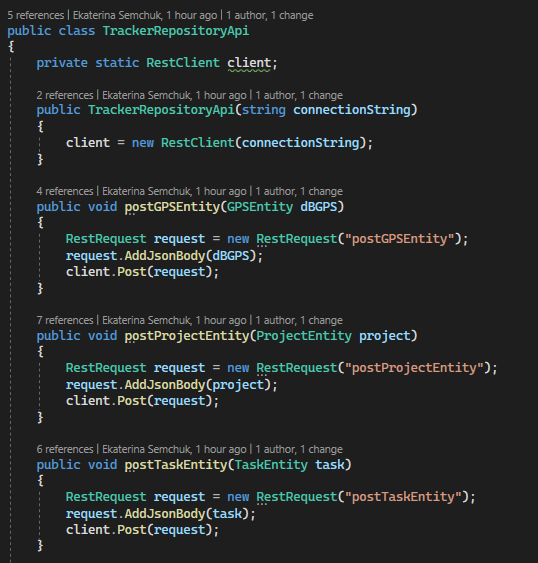 5 references | Ekaterina Semchuk, 1 hour ago | 1 author, 1 change
public class TrackerRepositoryApi
{
private static RestClient client;
2 references | Ekaterina Semchuk, 1 hour ago | 1 author, 1 change
public TrackerRepositoryApi(string connectionString)
{
client = new RestClient(connectionString);
}
4 references | Ekaterina Semchuk, 1 hour ago | 1 author, 1 change
public void postGPSEntity(GPSEntity dBGPS)
{
RestRequest request = new RestRequest("postGPSEntity");
request.AddJsonBody(dBGPS);
client.Post(request);
}
7 references | Ekaterina Semchuk, 1 hour ago | 1 author, 1 change
public void postProjectEntity(ProjectEntity project)
{
RestRequest request = new RestRequest("postProjectEntity");
request.AddJsonBody(project);
client.Post(request);
}
6 references | Ekaterina Semchuk, 1 hour ago | 1 author, 1 change
public void postTaskEntity(TaskEntity task)
{
RestRequest request = new RestRequest("postTaskEntity");
request.AddJsonBody(task);
client.Post(request);
}